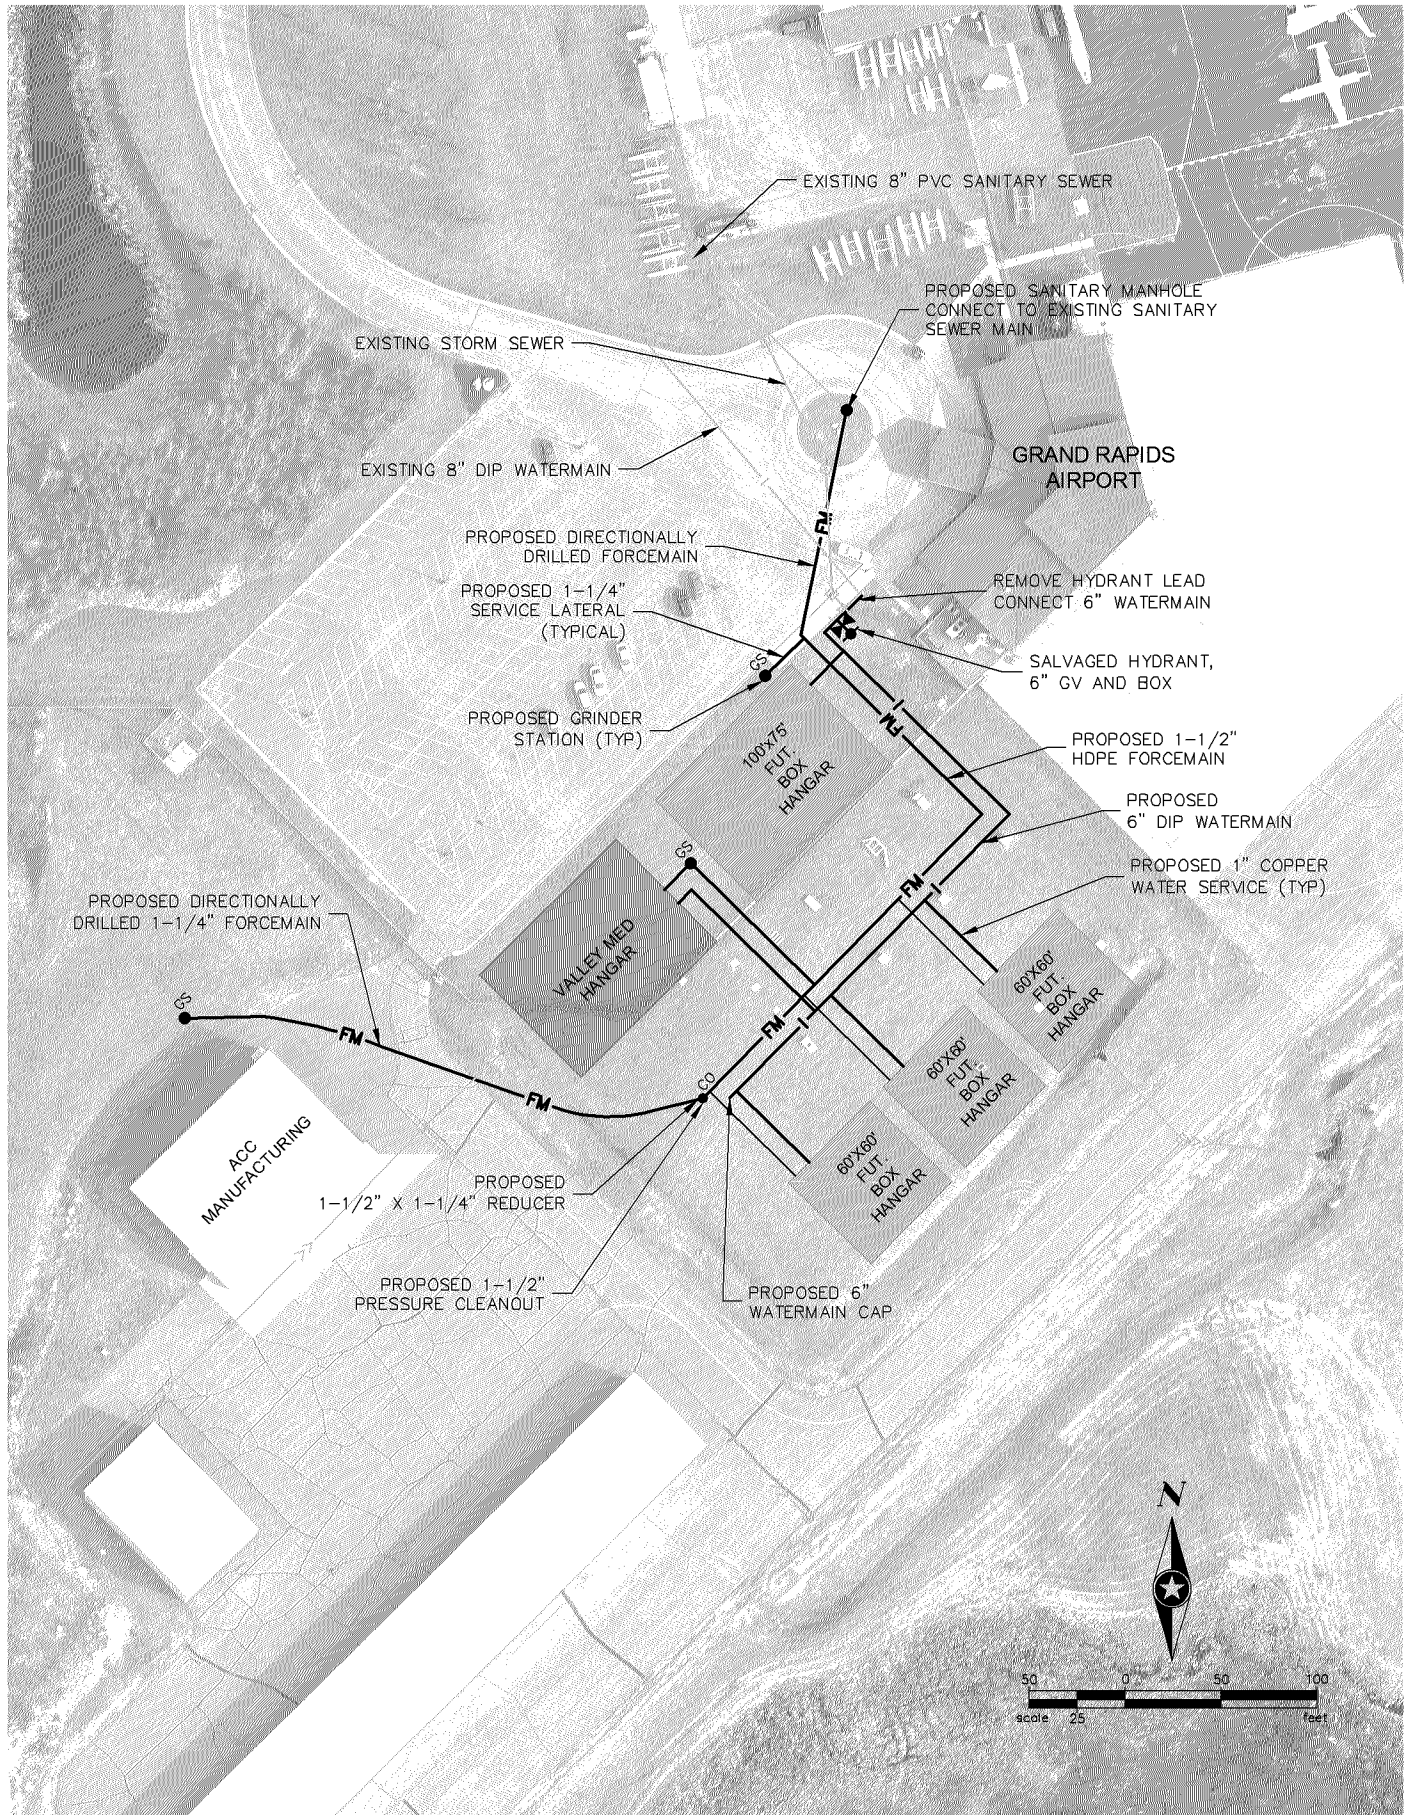 EXISTING 8" PVC SANITARY SEWER
PROPOSED SANITARY MANHOLE
CONNECT TO EXISTING SANITARY
SEWER MAIN
EXISTING STORM SEWER
EXISTING 8" DIP WATERMAIN
GRAND RAPIDS
AIRPORT
FM
PROPOSED DIRECTIONALLY
DRILLED FORCEMAIN
PROPOSED 1-1/4"
SERVICE LATERAL
(TYPICAL)
REMOVE HYDRANT LEAD
CONNECT 6" WATERMAIN
SALVAGED HYDRANT,
6" GV AND BOX
GS
PROPOSED GRINDER
STATION (TYP)
I
FM
PROPOSED 1-1/2"
HDPE FORCEMAIN
100'x75'
FUT.
BOX
HANGAR
PROPOSED
6" DIP WATERMAIN
PROPOSED 1" COPPER
WATER SERVICE (TYP)
GS
FM
I
PROPOSED DIRECTIONALLY
DRILLED 1-1/4" FORCEMAIN
VALLEY MED
HANGAR
60'X60'
FUT.
BOX
HANGAR
GS
FM
FM
I
60'X60'
FUT.
BOX
HANGAR
CO
FM
ACC
MANUFACTURING
60'X60'
FUT.
BOX
HANGAR
PROPOSED
1-1/2" X 1-1/4" REDUCER
PROPOSED 1-1/2"
PRESSURE CLEANOUT
PROPOSED 6"
WATERMAIN CAP
N
50 0 50 100
scale 25 feet